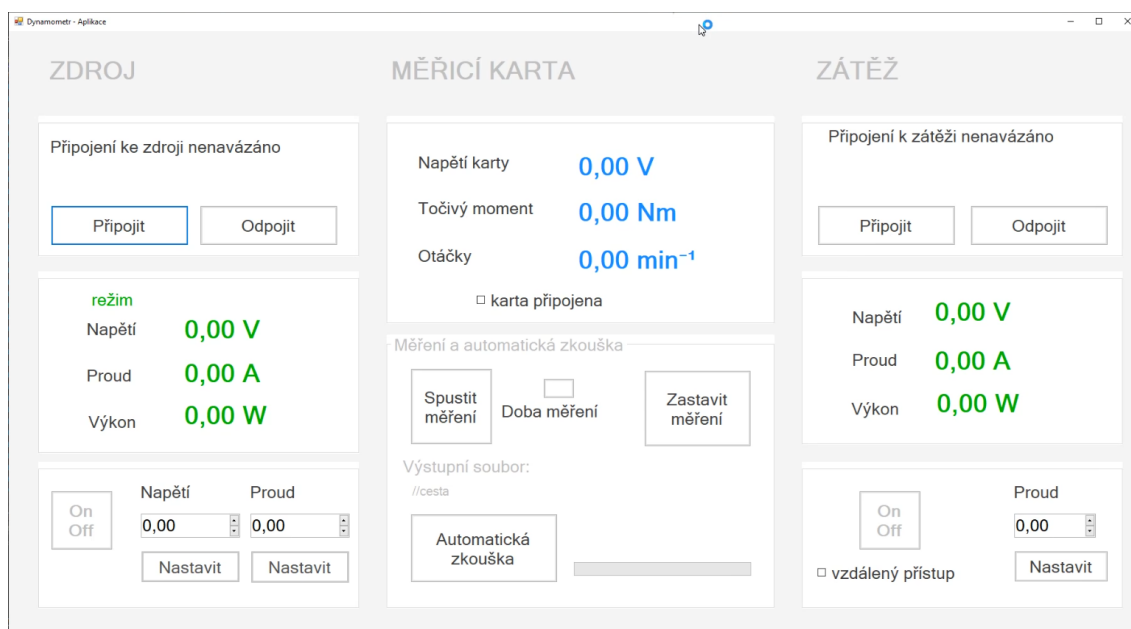 Dynamometr - Aplikace
ZDROJ
Připojení ke zdroji nenavázáno
Připojit
Odpojit
režim
Napětí
0,00 V
Proud
0,00 A
Výkon
0,00 W
On
Off
Napětí
0,00
Nastavit
Proud
0,00
Nastavit
MĚŘICÍ KARTA
Napětí karty
0,00 V
Točivý moment
0,00 Nm
Otáčky
0,00 min⁻¹
karta připojena
Měření a automatická zkouška
Spustit
měření
Doba měření
Zastavit
měření
Výstupní soubor:
//cesta
Automatická
zkouška
ZÁTĚŽ
Připojení k zátěži nenavázáno
Připojit
Odpojit
Napětí
0,00 V
Proud
0,00 A
Výkon
0,00 W
On
Off
vzdálený přístup
Proud
0,00
Nastavit